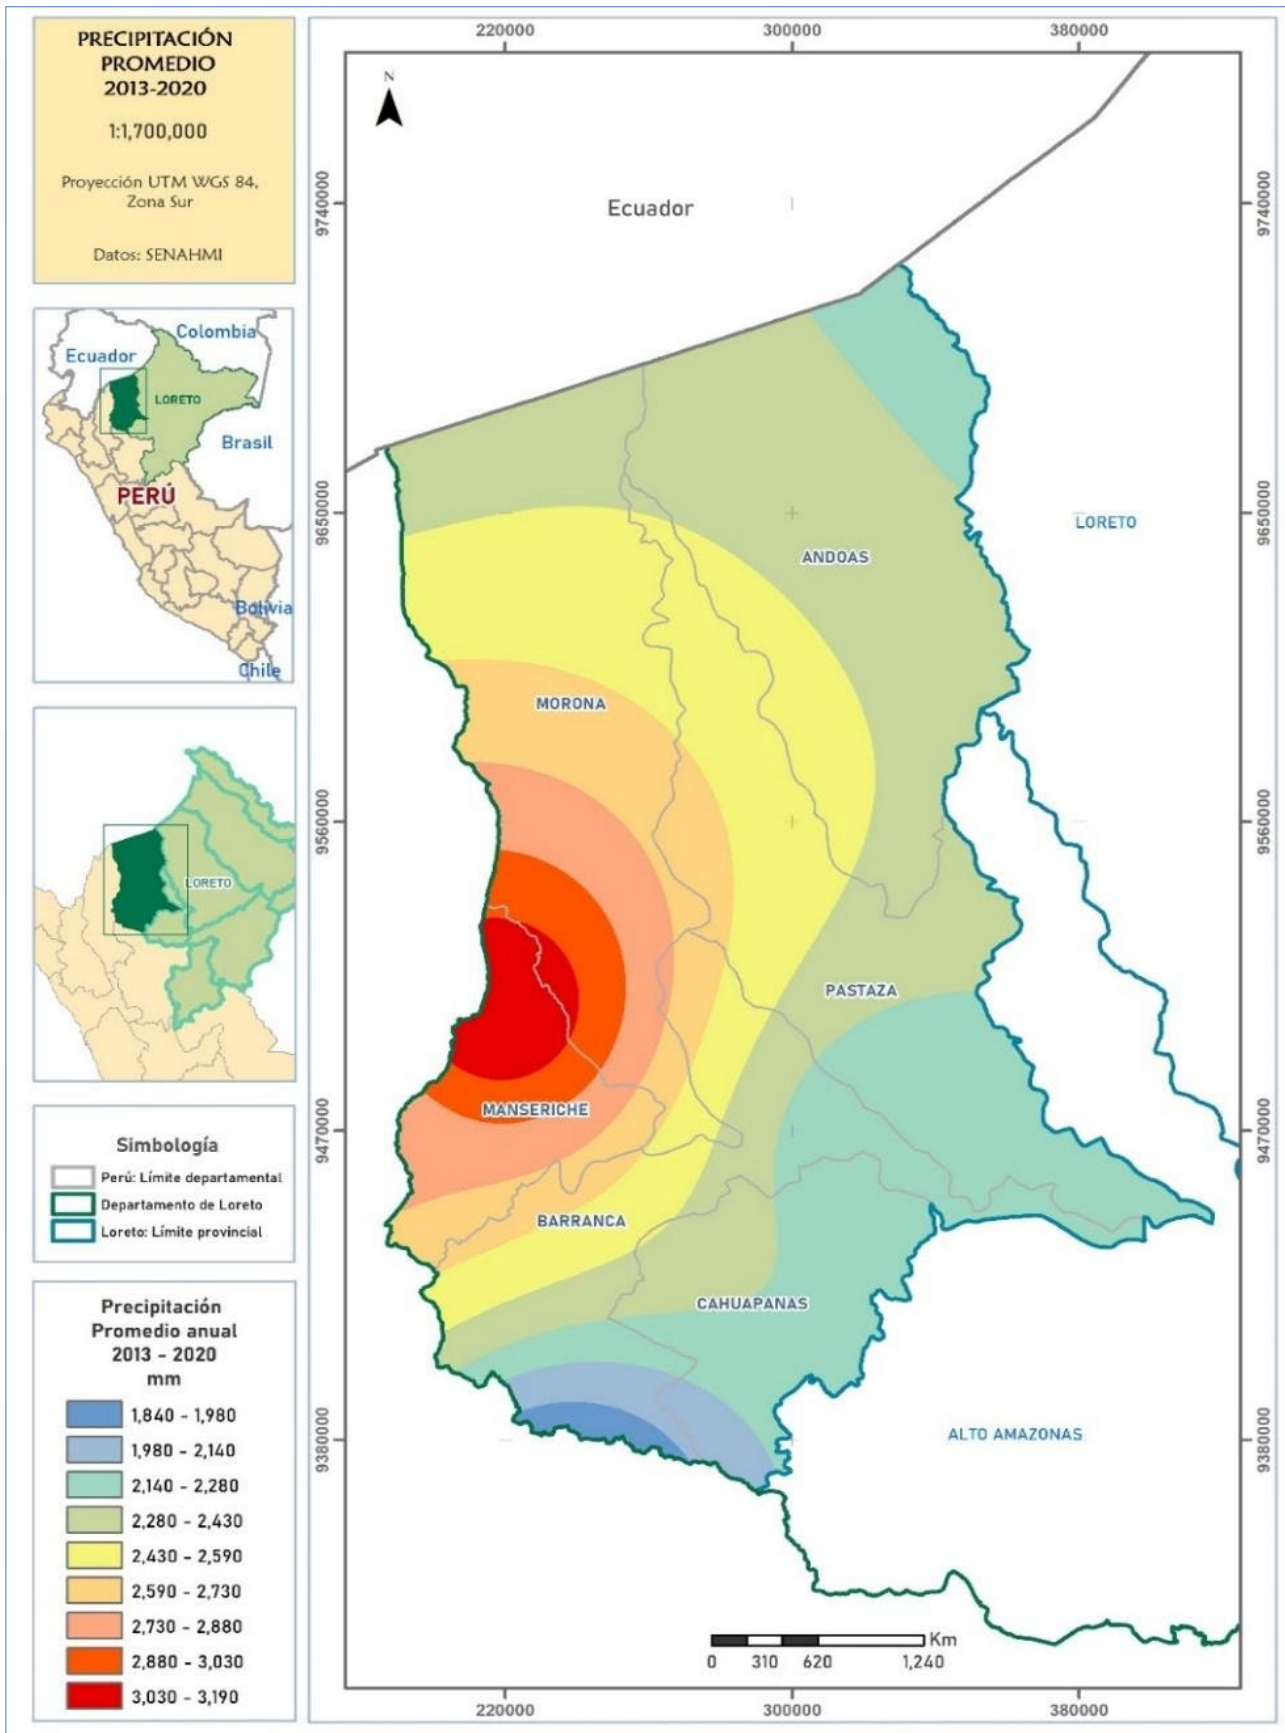 PRECIPITACIÓN
PROMEDIO
2013-2020
1:1,700,000
Proyección UTM WGS 84,
Zona Sur
Datos: SENAHMI
Colombia
Ecuador
LORETO
Brasil
PERÚ
Bolivia
Chile
LORETO
Simbología
Perú: Límite departamental
Departamento de Loreto
Loreto: Límite provincial
Precipitación
Promedio anual
2013 - 2020
mm
1,840 - 1,980
1,980 - 2,140
2,140 - 2,280
2,280 - 2,430
2,430 - 2,590
2,590 - 2,730
2,730 - 2,880
2,880 - 3,030
3,030 - 3,190
220000 300000 380000
N
Ecuador
9740000 9740000
9650000 9650000
LORETO
ANDOAS
MORONA
9560000 9560000
PASTAZA
MANSERICHE
9470000 9470000
BARRANCA
CAHUAPANAS
9380000 9380000
ALTO AMAZONAS
Km
0 310 620 1,240
220000 300000 380000